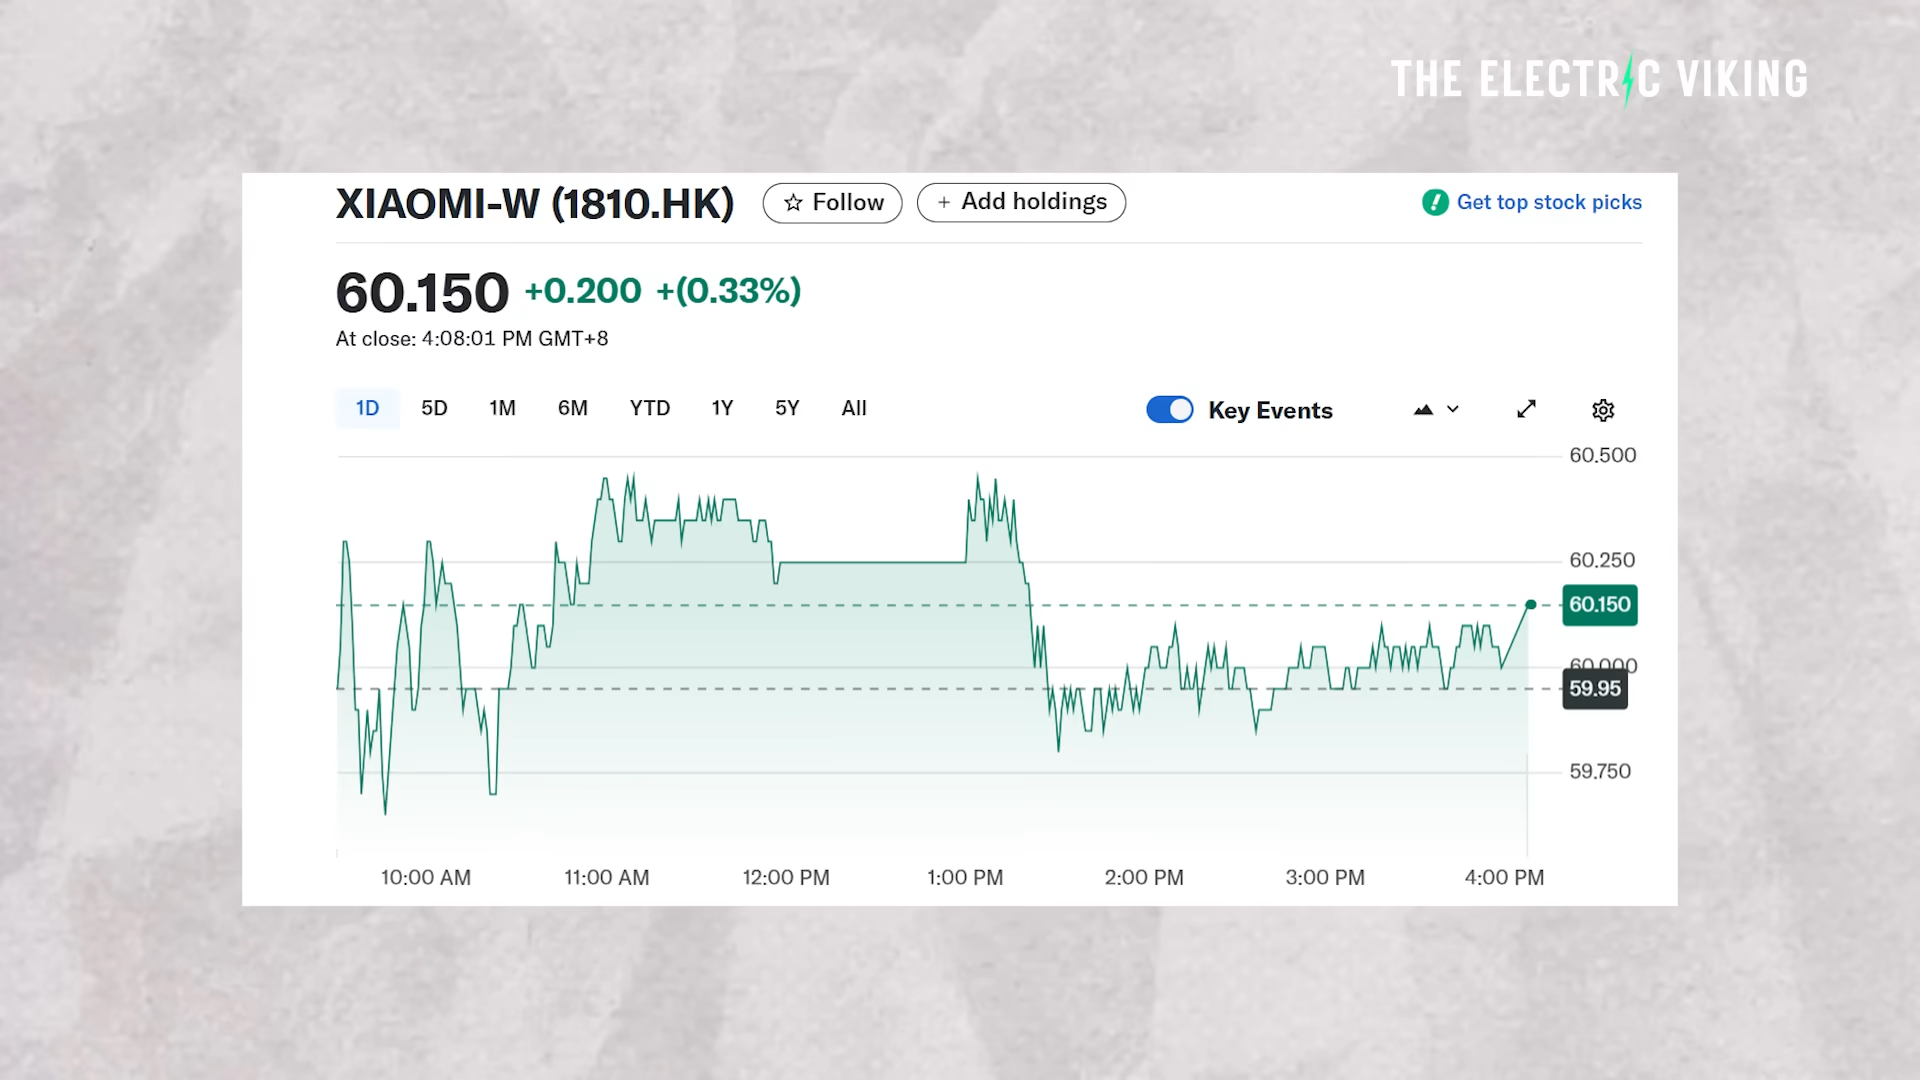 THE ELECTRIC VIKING
XIAOMI-W (1810.HK)
Follow
+ Add holdings
Get top stock picks
60.150 +0.200 +(0.33%)
At close: 4:08:01 PM GMT+8
1D 5D 1M 6M YTD 1Y 5Y All
Key Events
60.500
60.250
60.150
60.000
59.95
59.750
10:00 AM 11:00 AM 12:00 PM 1:00 PM 2:00 PM 3:00 PM 4:00 PM